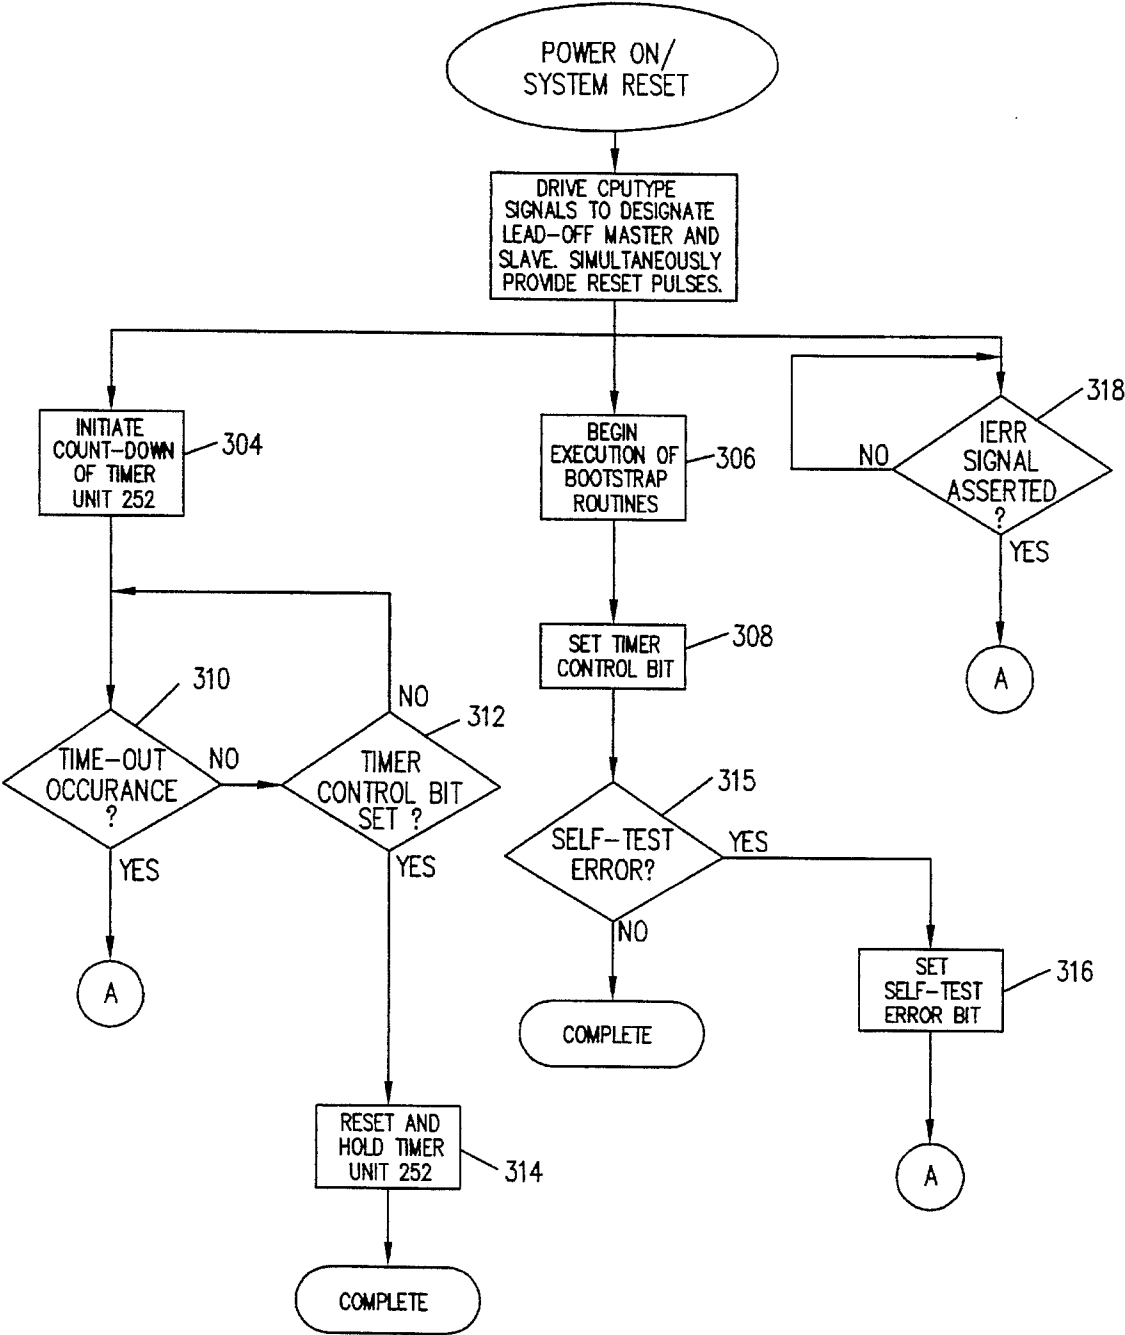 POWER ON/
SYSTEM RESET
DRIVE CPUTYPE
SIGNALS TO DESIGNATE
LEAD-OFF MASTER AND
SLAVE. SIMULTANEOUSLY
PROVIDE RESET PULSES.
INITIATE
COUNT-DOWN
OF TIMER
UNIT 252
304
BEGIN
EXECUTION OF
BOOTSTRAP
ROUTINES
306
318
IERR
SIGNAL
ASSERTED
?
NO
YES
A
SET TIMER
CONTROL BIT
308
310
TIME-OUT
OCCURANCE
?
NO
YES
A
NO
312
TIMER
CONTROL BIT
SET ?
YES
315
SELF-TEST
ERROR?
YES
NO
COMPLETE
SET
SELF-TEST
ERROR BIT
316
A
RESET AND
HOLD TIMER
UNIT 252
314
COMPLETE